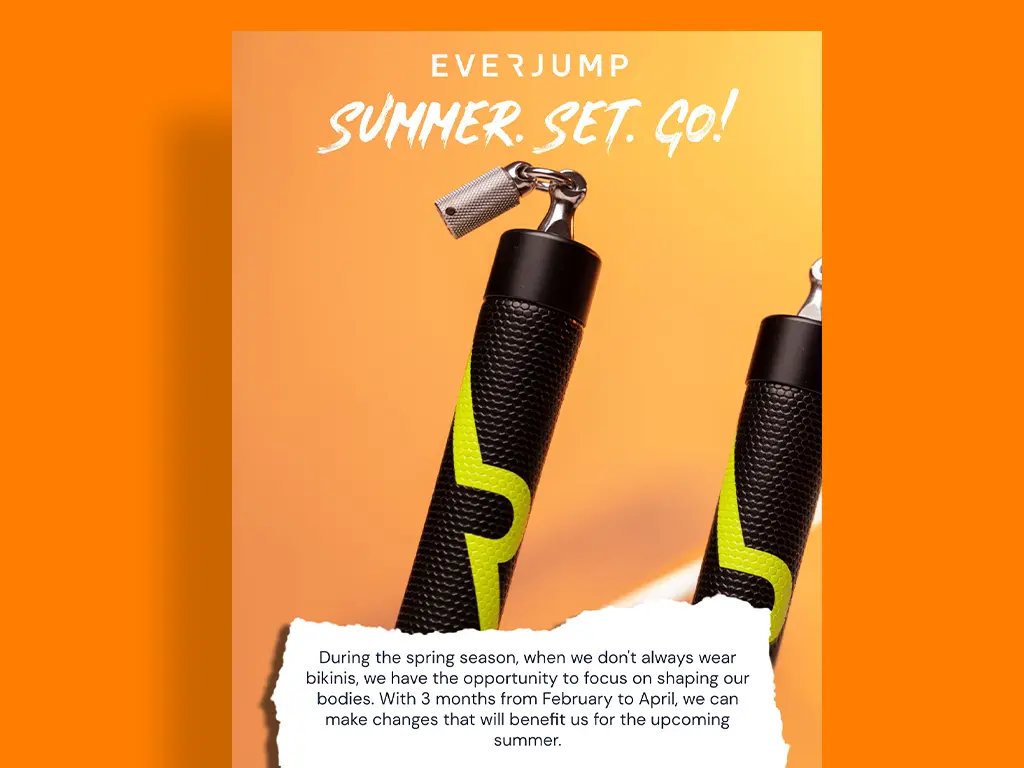 EVERJUMP
SUMMER. SET. GO!
During the spring season, when we don't always wear
bikinis, we have the opportunity to focus on shaping our
bodies. With 3 months from February to April, we can
make changes that will benefit us for the upcoming
summer.